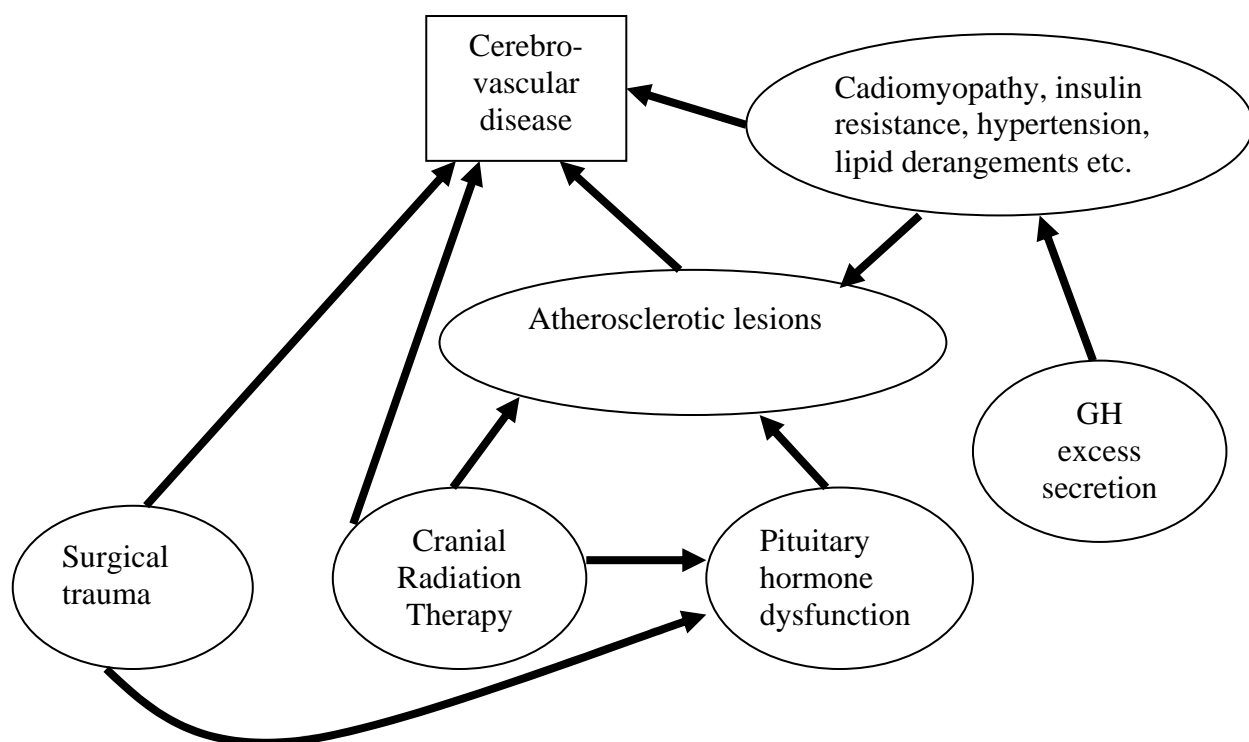 Cerebro-
vascular
disease
Cadiomyopathy, insulin
resistance, hypertension,
lipid derangements etc.
Atherosclerotic lesions
GH
excess
secretion
Surgical
trauma
Cranial
Radiation
Therapy
Pituitary
hormone
dysfunction